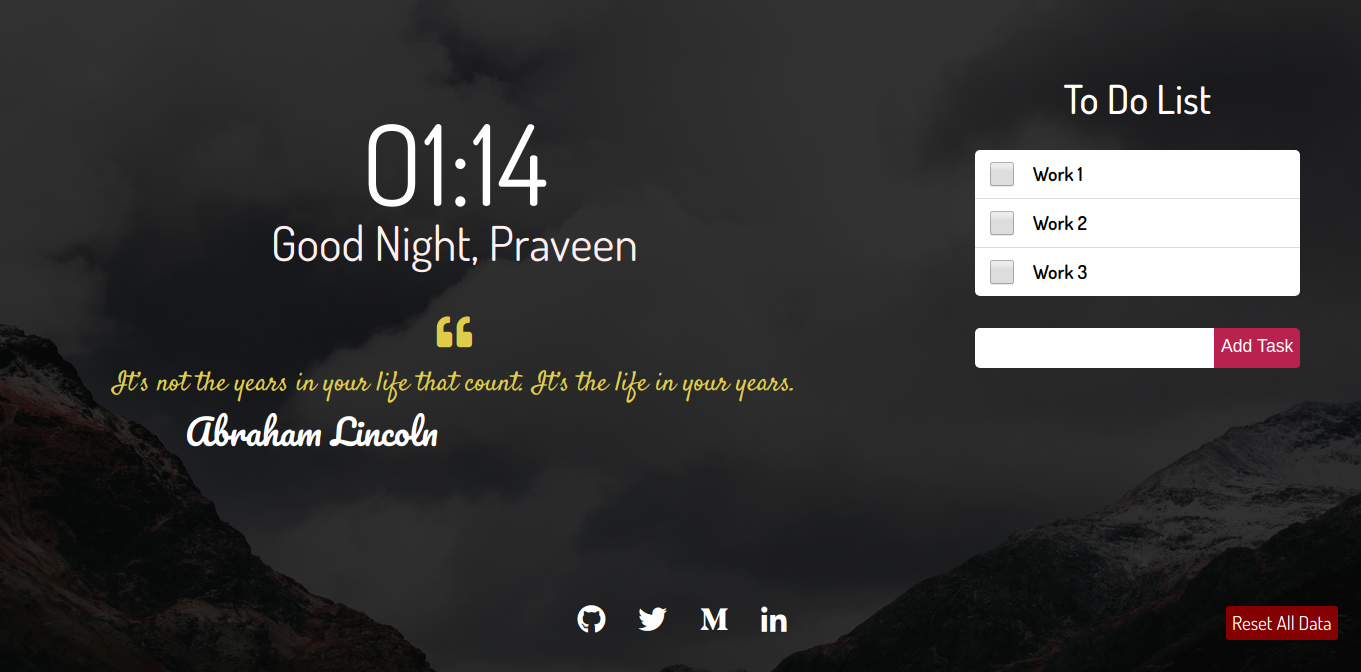 01:14
Good Night, Praveen
It's not the years in your life that count. It's the life in your years.
Abraham Lincoln
To Do List
Work 1
Work 2
Work 3
Add Task
Reset All Data